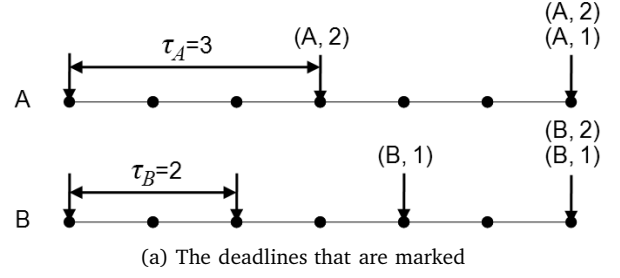 (A, 2)
(A, 1)
τA=3
(A, 2)
A
(B, 2)
(B, 1)
τB=2
(B, 1)
B
(a) The deadlines that are marked